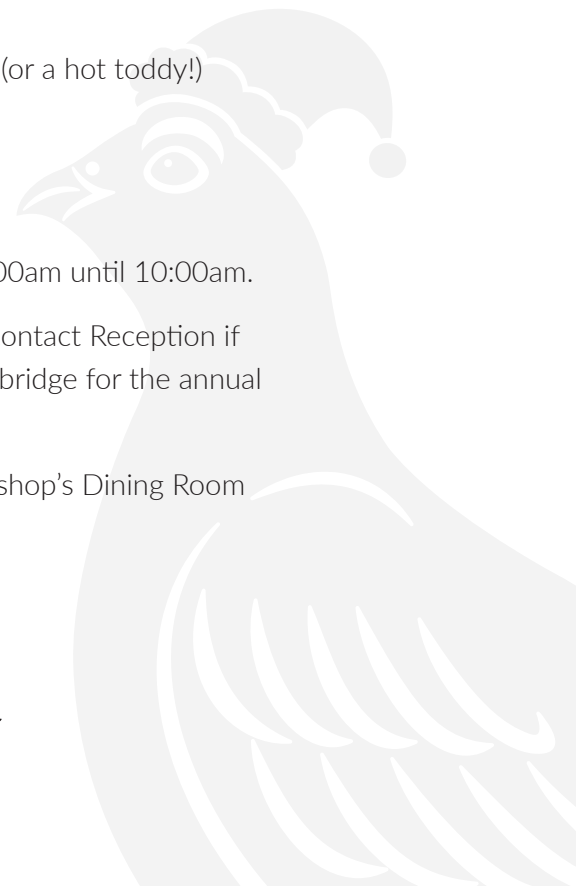 (or a hot toddy!)
00am until 10:00am.
ontact Reception if
bridge for the annual
shop’s Dining Room